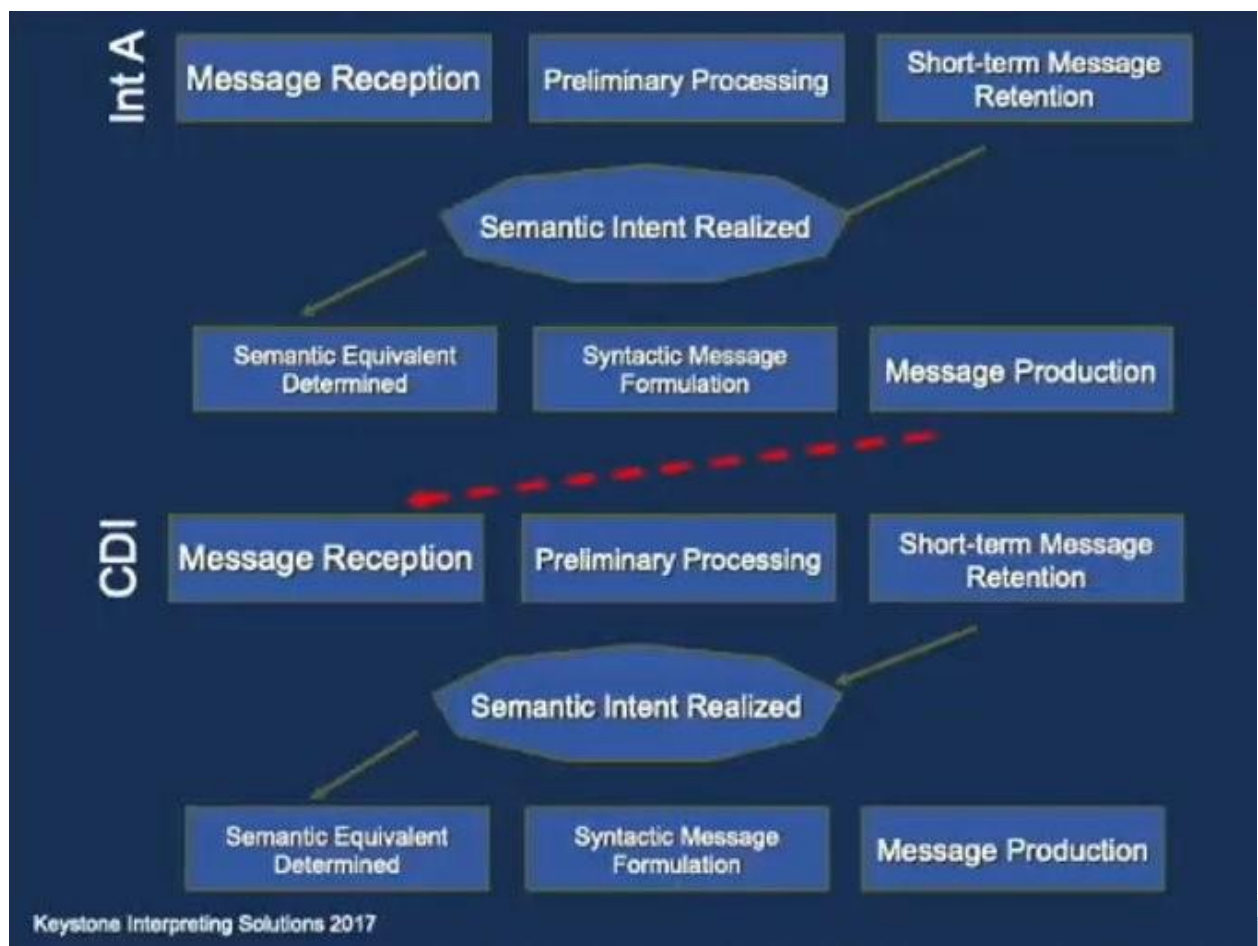 Int A
Message Reception
Preliminary Processing
Short-term Message
Retention
Semantic Intent Realized
Semantic Equivalent
Determined
Syntactic Message
Formulation
Message Production
CDI
Message Reception
Preliminary Processing
Short-term Message
Retention
Semantic Intent Realized
Semantic Equivalent
Determined
Syntactic Message
Formulation
Message Production
Keystone Interpreting Solutions 2017